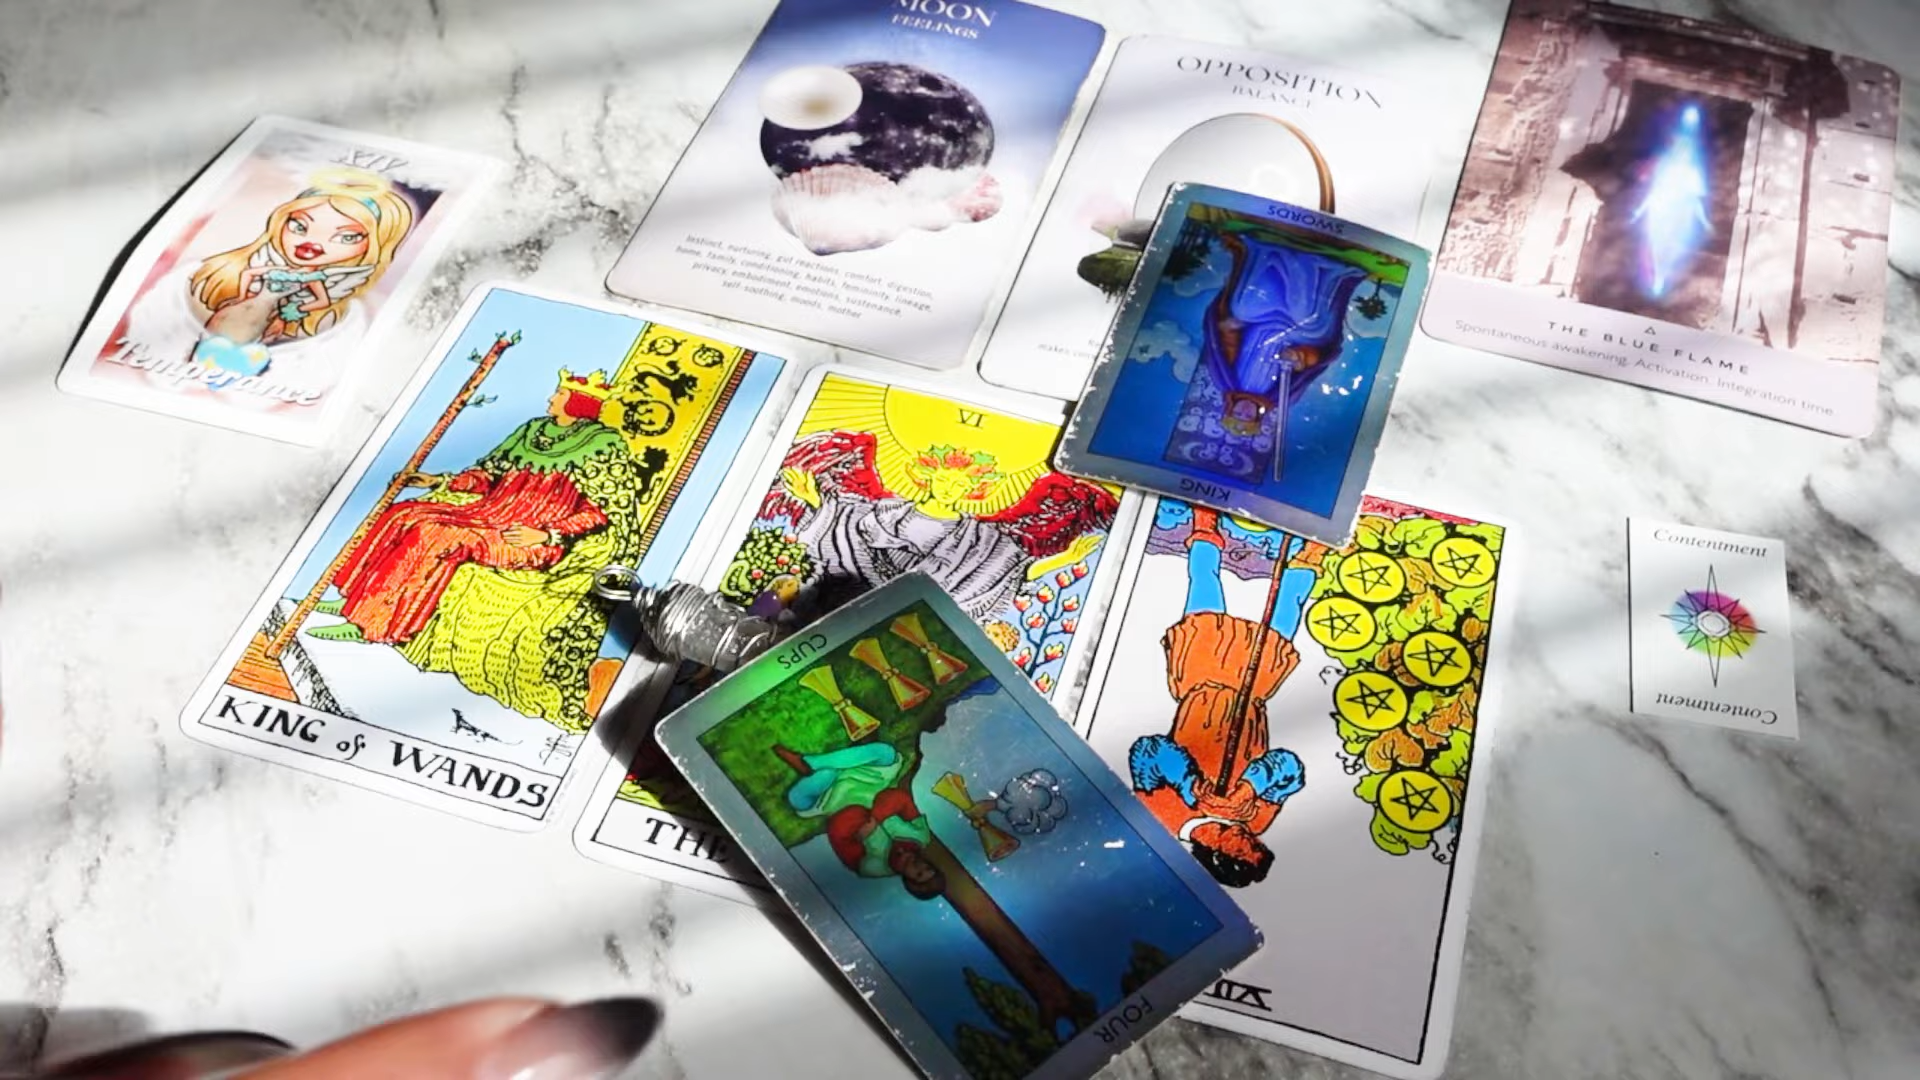 MOON
FEELINGS
Instinct, nurturing, gut reactions, comfort, digestion,
home, family, conditioning, habits, femininity, lineage,
privacy, embodiment, emotions, sustenance,
self-soothing, moods, mother
OPPOSITION
BALANCE
THE BLUE FLAME
Spontaneous awakening. Activation. Integration time
XIV
Temperance
SWORDS
KING
KING of WANDS
VI
THE
CUPS
FOUR
VII
Contentment
Contentment